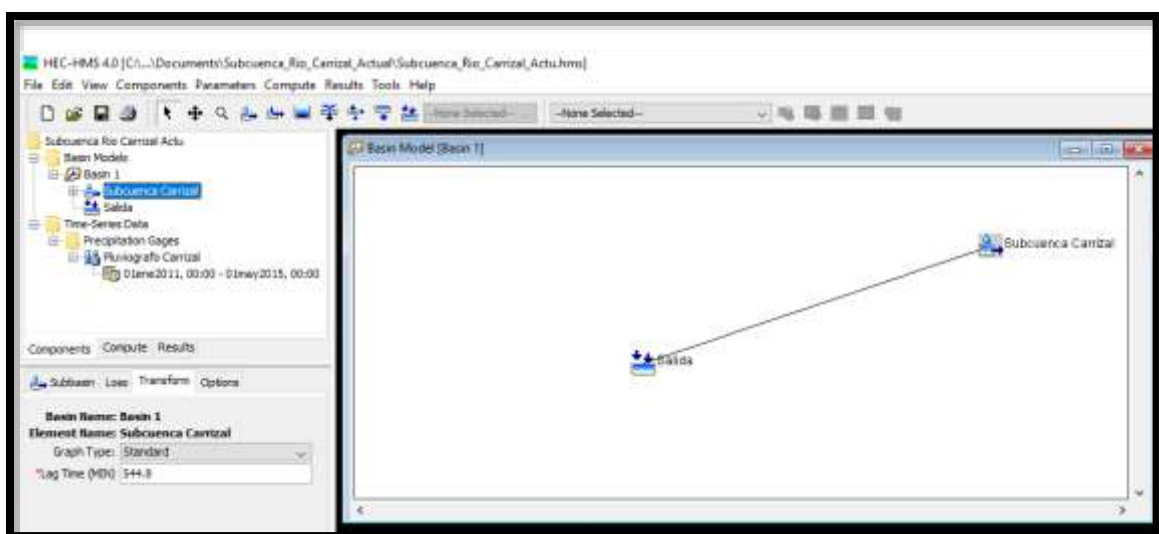 HEC-HMS 4.0 [C:\...\Documents\Subcuenca_Rio_Carrizal_Actual\Subcuenca_Rio_Carrizal_Actu.hms]
File Edit View Components Parameters Compute Results Tools Help
--None Selected-- --None Selected--
Subcuenca Rio Carrizal Actu
Basin Models
Basin 1
Subcuenca Carrizal
Salida
Time-Series Data
Precipitation Gages
Pluviografo Carrizal
01ene2011, 00:00 - 01may2015, 00:00
Components Compute Results
Subbasin Loss Transform Options
Basin Name: Basin 1
Element Name: Subcuenca Carrizal
Graph Type: Standard
*Lag Time (MIN) 544.8
Basin Model [Basin 1]
Subcuenca Carrizal
Salida